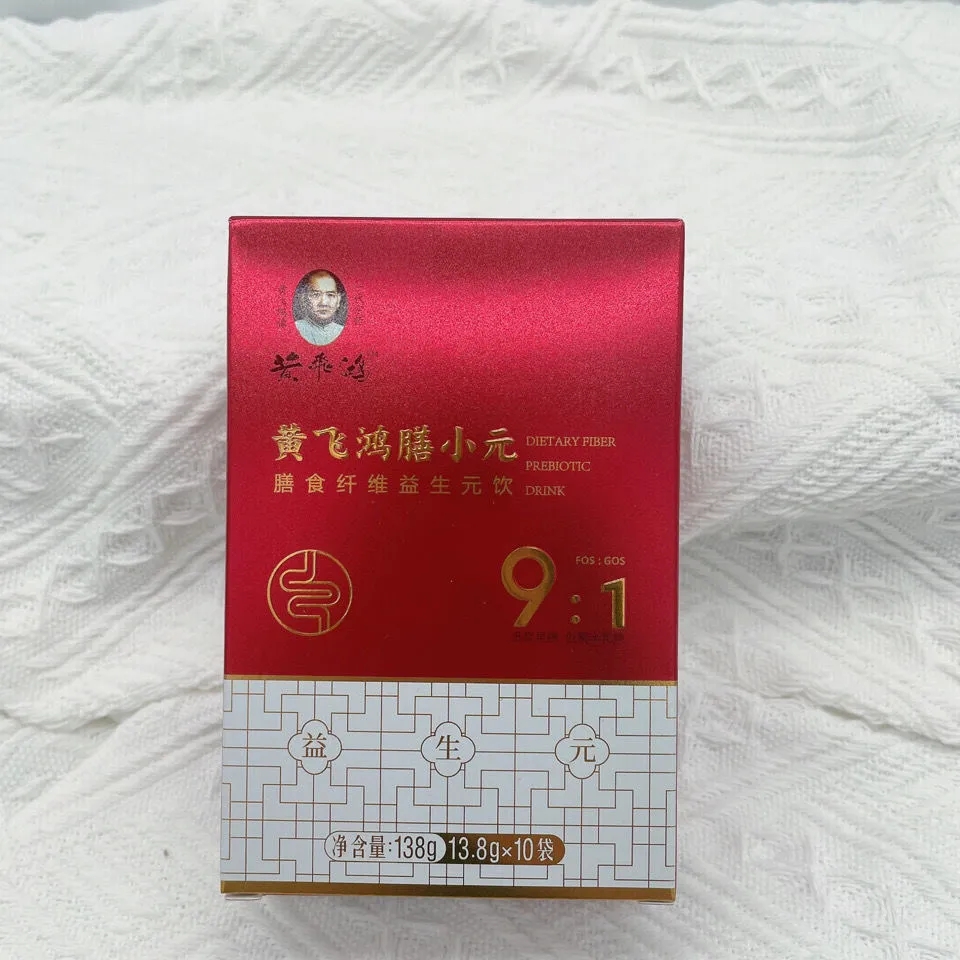 黄飞鸿
黄飞鸿膳小元
膳食纤维益生元饮
DIETARY FIBER
PREBIOTIC
DRINK
FOS : GOS
9 : 1
益 生 元
净含量:138g 13.8g×10袋